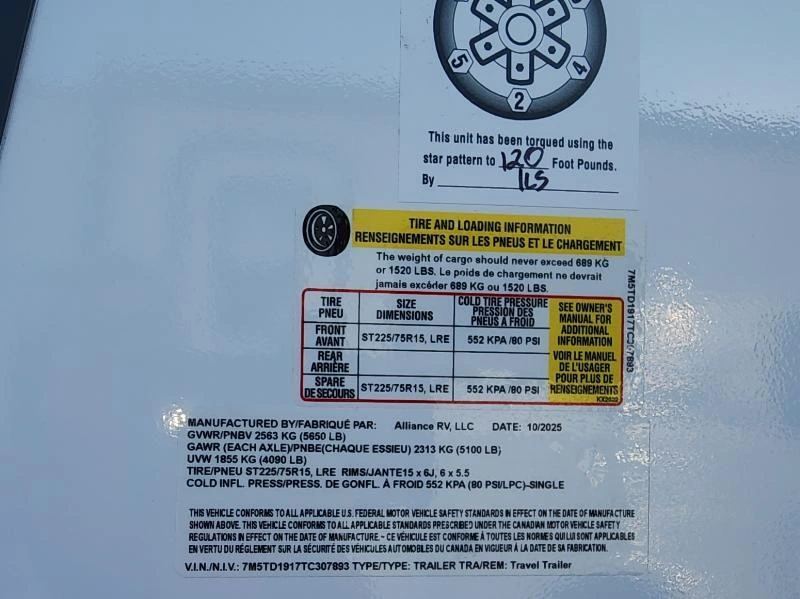 5
4
2
This unit has been torqued using the
star pattern to 120 Foot Pounds.
By
TIRE AND LOADING INFORMATION
RENSEIGNEMENTS SUR LES PNEUS ET LE CHARGEMENT
The weight of cargo should never exceed 689 KG
or 1520 LBS. Le poids de chargement ne devrait
jamais excérler 689 KG ou 1520 LBS.
TIRE PNEU SIZE DIMENSIONS COLD TIRE PRESSURE PRESSION DES PNEUS A FROID
FRONT AVANT ST225/75R15, LRE 552 KPA /80 PSI
REAR ARRIÈRE
SPARE DE SECOURS ST225/75R15, LRE 552 KPA /80 PSI
SEE OWNER'S
MANUAL FOR
ADDITIONAL
INFORMATION
VOIR LE MANUEL
DE L'USAGER
POUR PLUS DE
RENSEIGNEMENTS
MANUFACTURED BY/FABRIQUÉ PAR: Alliance RV, LLC DATE: 10/2025
GVWR/PNBV 2563 KG (5650 LB)
GAWR (EACH AXLE)/PNBE(CHAQUE ESSIEU) 2313 KG (5100 LB)
UVW 1855 KG (4090 LB)
TIRE/PNEU ST225/75R15, LRE RIMS/JANTE15 x 6J, 6 x 5.5
COLD INFL. PRESS/PRESS. DE GONFL. À FROID 552 KPA (80 PSI/LPC)-SINGLE
THIS VEHICLE CONFORMS TO ALL APPLICABLE U.S. FEDERAL MOTOR VEHICLE SAFETY STANDARDS IN EFFECT ON THE DATE OF MANUFACTURE
SHOWN ABOVE. THIS VEHICLE CONFORMS TO ALL APPLICABLE STANDARDS PRESCRIBED UNDER THE CANADIAN MOTOR VEHICLE SAFETY
REGULATIONS IN EFFECT ON THE DATE OF MANUFACTURE. - CE VÉHICULE EST CONFORME À TOUTES LES NORMES QUI LUI SONT APPLICABLES
EN VERTU DU RÈGLEMENT SUR LA SÉCURITÉ DES VÉHICULES AUTOMOBILES DU CANADA EN VIGUEUR À LA DATE DE SA FABRICATION.
V.I.N./N.I.V.: 7M5TD1917TC307893 TYPE/TYPE: TRAILER TRA/REM: Travel Trailer